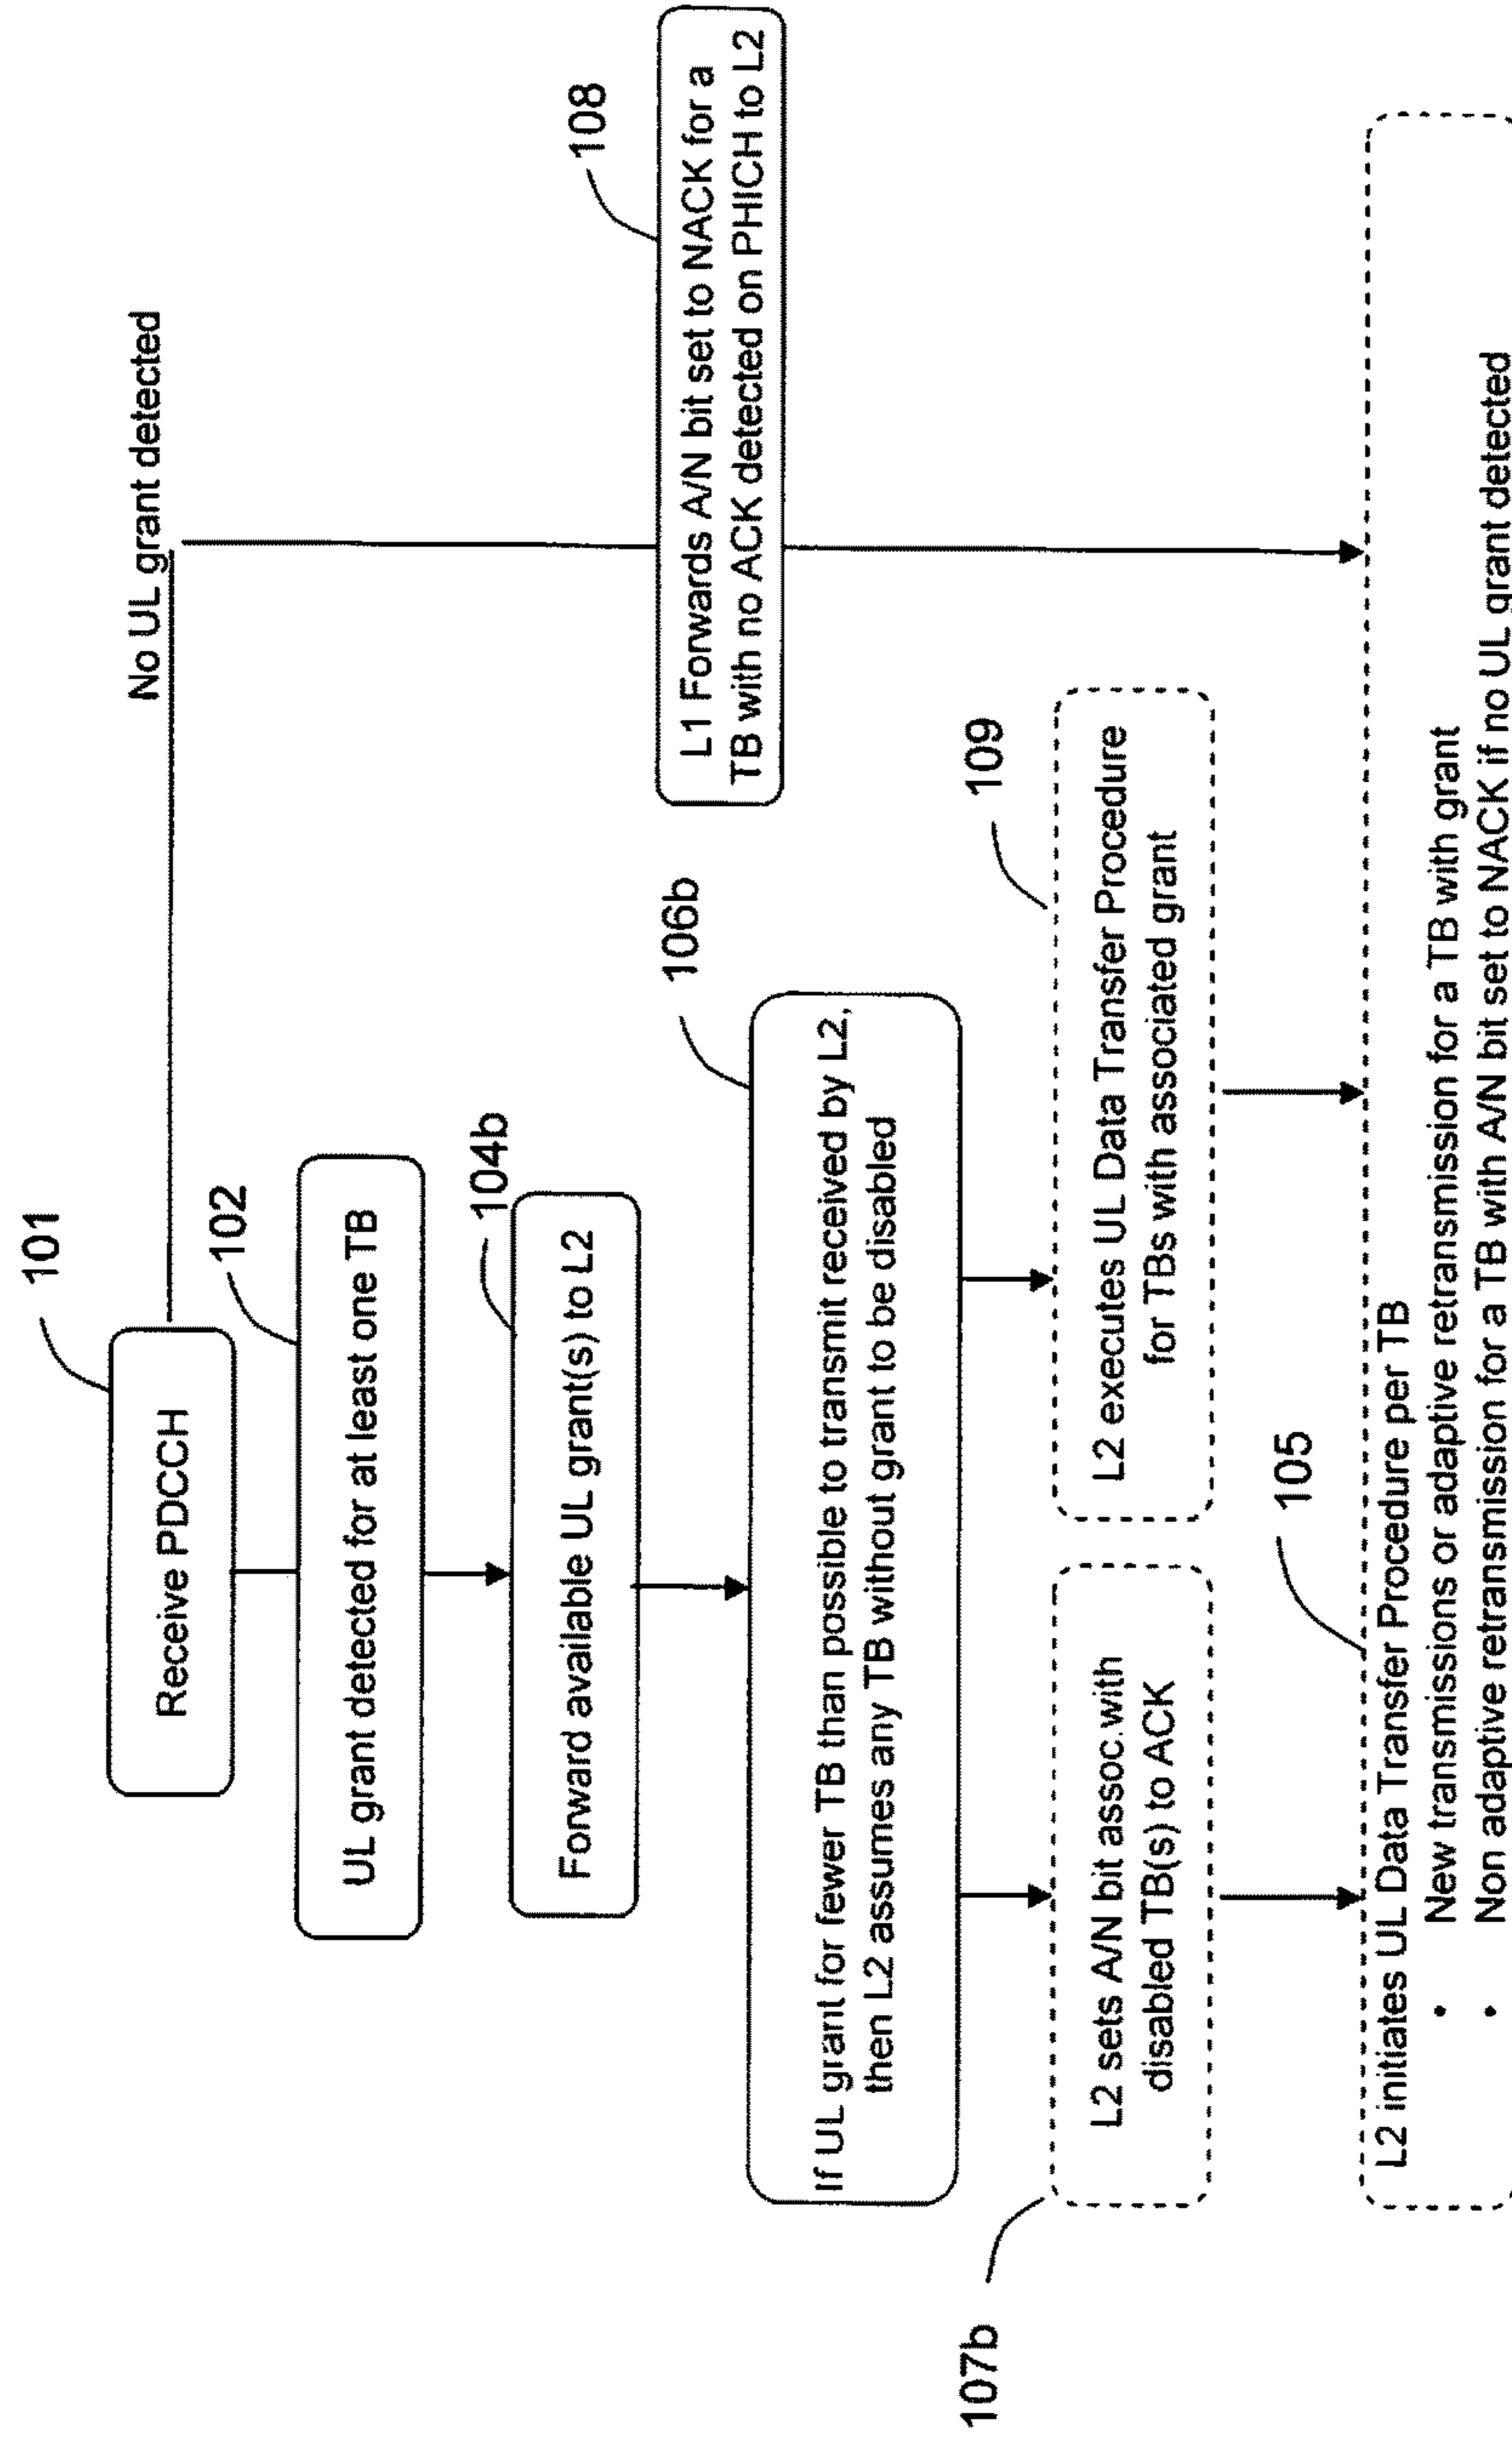 101
Receive PDCCH
No UL grant detected
102
UL grant detected for at least one TB
104b
Forward available UL grant(s) to L2
108
L1 Forwards A/N bit set to NACK for a
TB with no ACK detected on PHICH to L2
106b
If UL grant for fewer TB than possible to transmit received by L2,
then L2 assumes any TB without grant to be disabled
107b
L2 sets A/N bit assoc.with
disabled TB(s) to ACK
109
L2 executes UL Data Transfer Procedure
for TBs with associated grant
105
L2 initiates UL Data Transfer Procedure per TB
• New transmissions or adaptive retransmission for a TB with grant
• Non adaptive retransmission for a TB with A/N bit set to NACK if no UL grant detected